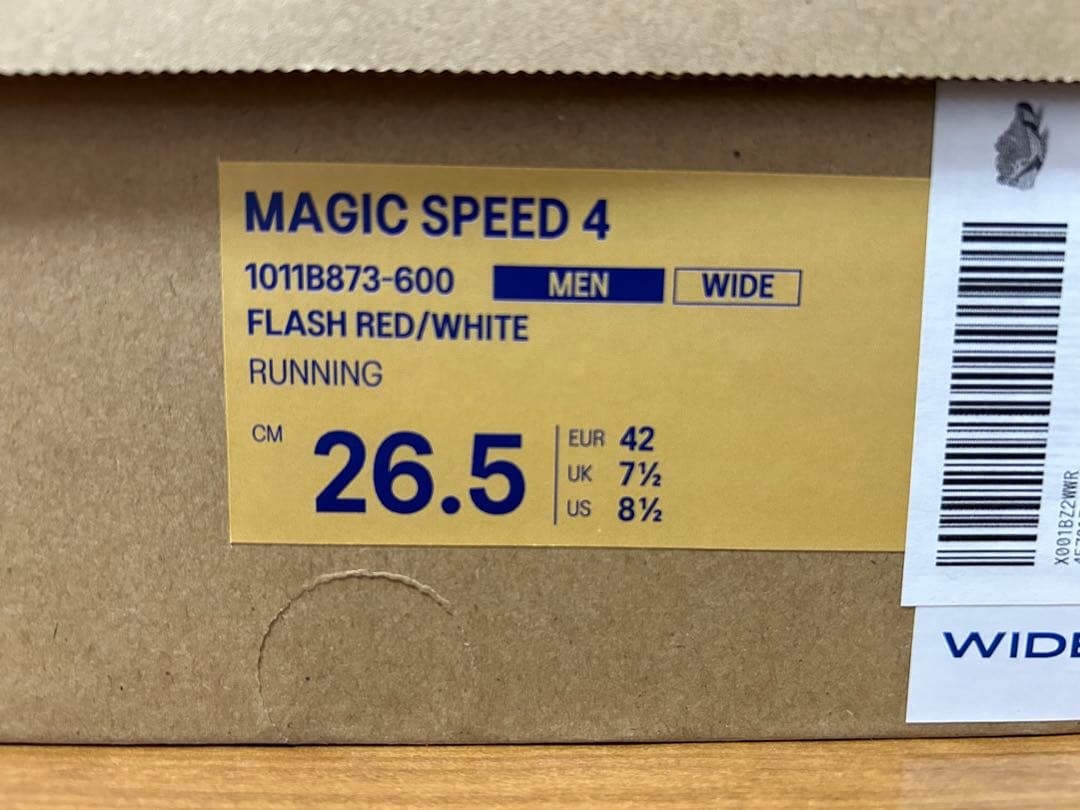 MAGIC SPEED 4
1011B873-600 MEN WIDE
FLASH RED/WHITE
RUNNING
CM 26.5
EUR 42
UK 7½
US 8½
X001BZ2WWR
WIDE